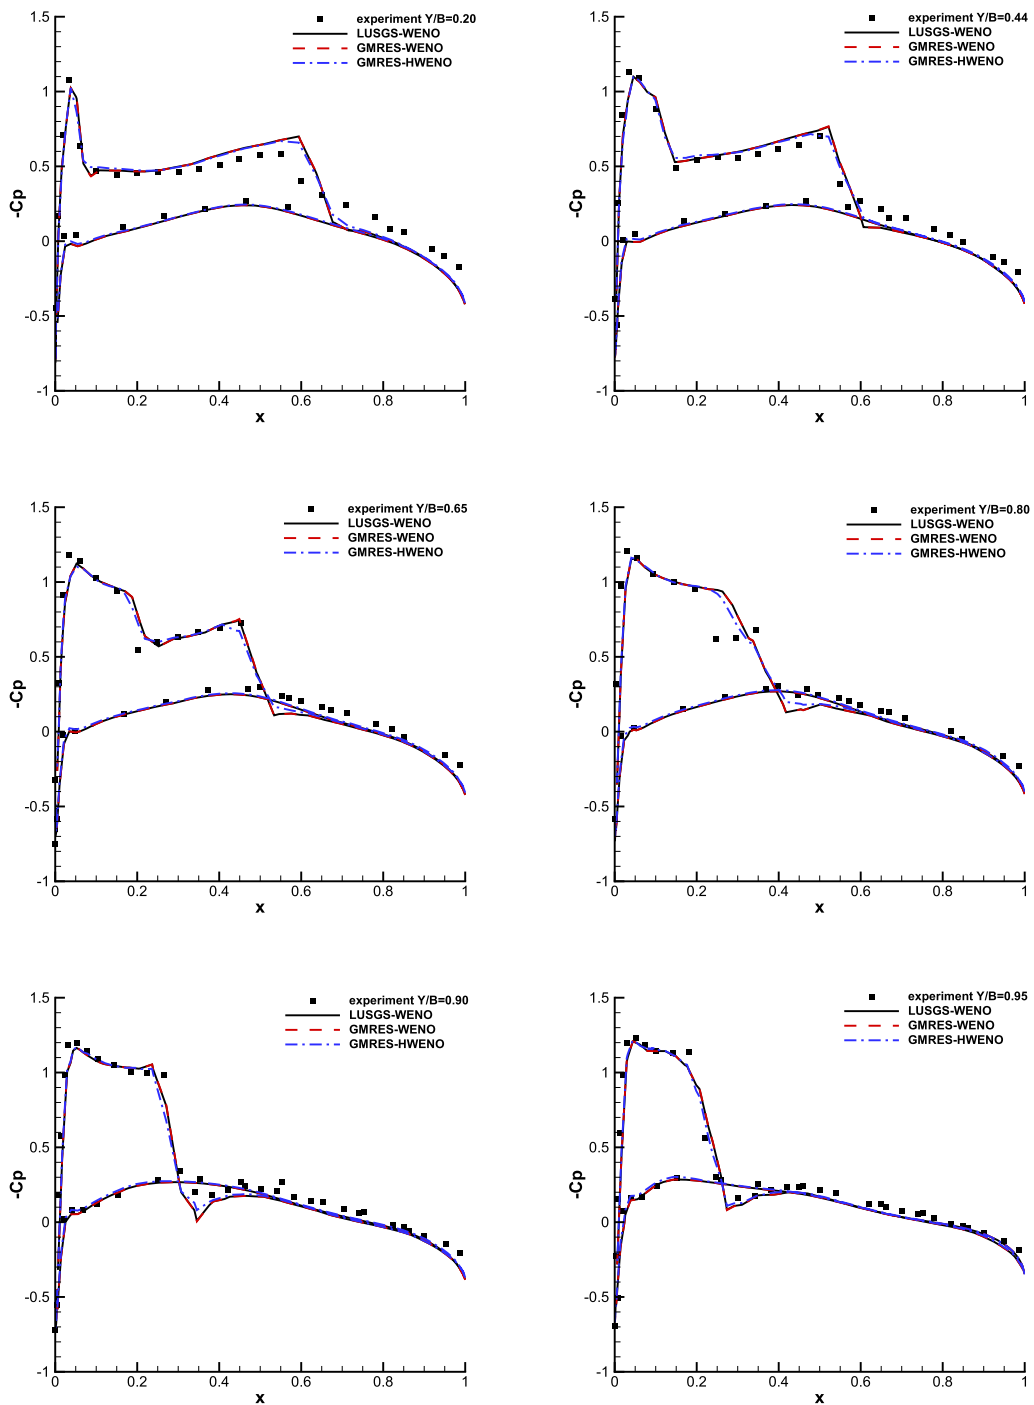 experiment Y/B=0.20
LUSGS-WENO
GMRES-WENO
GMRES-HWENO
1.5
1
0.5
0
-0.5
-1
-Cp
0 0.2 0.4 0.6 0.8 1
x
experiment Y/B=0.44
LUSGS-WENO
GMRES-WENO
GMRES-HWENO
1.5
1
0.5
0
-0.5
-1
-Cp
0 0.2 0.4 0.6 0.8 1
x
experiment Y/B=0.65
LUSGS-WENO
GMRES-WENO
GMRES-HWENO
1.5
1
0.5
0
-0.5
-1
-Cp
0 0.2 0.4 0.6 0.8 1
x
experiment Y/B=0.80
LUSGS-WENO
GMRES-WENO
GMRES-HWENO
1.5
1
0.5
0
-0.5
-1
-Cp
0 0.2 0.4 0.6 0.8 1
x
experiment Y/B=0.90
LUSGS-WENO
GMRES-WENO
GMRES-HWENO
1.5
1
0.5
0
-0.5
-1
-Cp
0 0.2 0.4 0.6 0.8 1
x
experiment Y/B=0.95
LUSGS-WENO
GMRES-WENO
GMRES-HWENO
1.5
1
0.5
0
-0.5
-1
-Cp
0 0.2 0.4 0.6 0.8 1
x